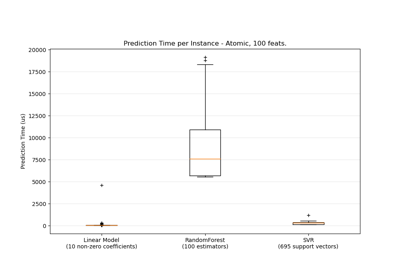 Prediction Time per Instance - Atomic, 100 feats.
20000
17500
15000
12500
10000
7500
5000
2500
0
Prediction Time (us)
Linear Model
(10 non-zero coefficients)
RandomForest
(100 estimators)
SVR
(695 support vectors)